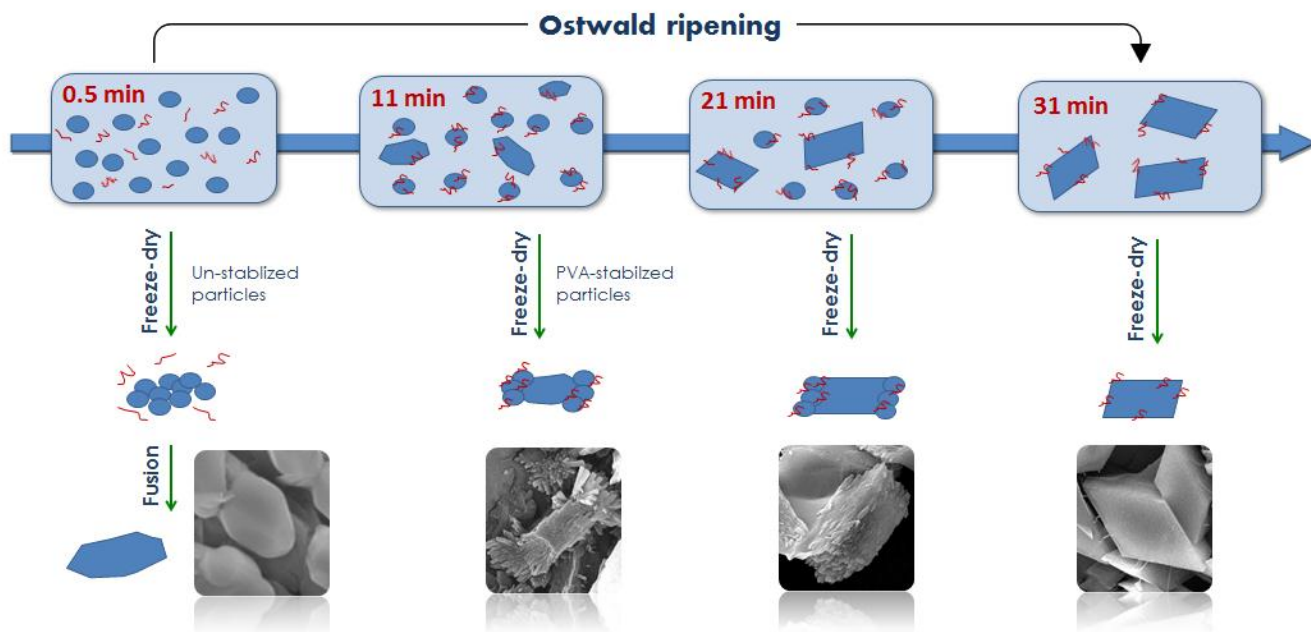 Ostwald ripening
0.5 min
11 min
21 min
31 min
Freeze-dry
Un-stablized
particles
Freeze-dry
PVA-stabilzed
particles
Freeze-dry
Freeze-dry
Fusion